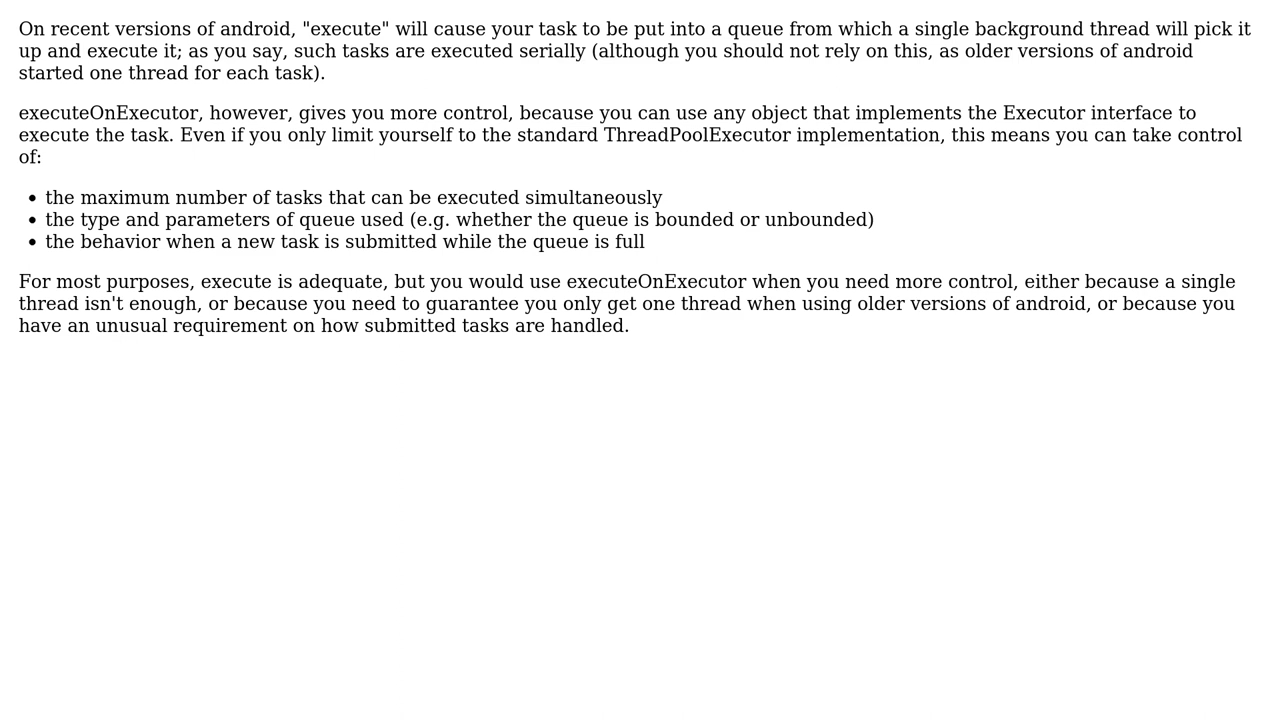 On recent versions of android, "execute" will cause your task to be put into a queue from which a single background thread will pick it
up and execute it; as you say, such tasks are executed serially (although you should not rely on this, as older versions of android
started one thread for each task).
executeOnExecutor, however, gives you more control, because you can use any object that implements the Executor interface to
execute the task. Even if you only limit yourself to the standard ThreadPoolExecutor implementation, this means you can take control
of:
• the maximum number of tasks that can be executed simultaneously
• the type and parameters of queue used (e.g. whether the queue is bounded or unbounded)
• the behavior when a new task is submitted while the queue is full
For most purposes, execute is adequate, but you would use executeOnExecutor when you need more control, either because a single
thread isn't enough, or because you need to guarantee you only get one thread when using older versions of android, or because you
have an unusual requirement on how submitted tasks are handled.